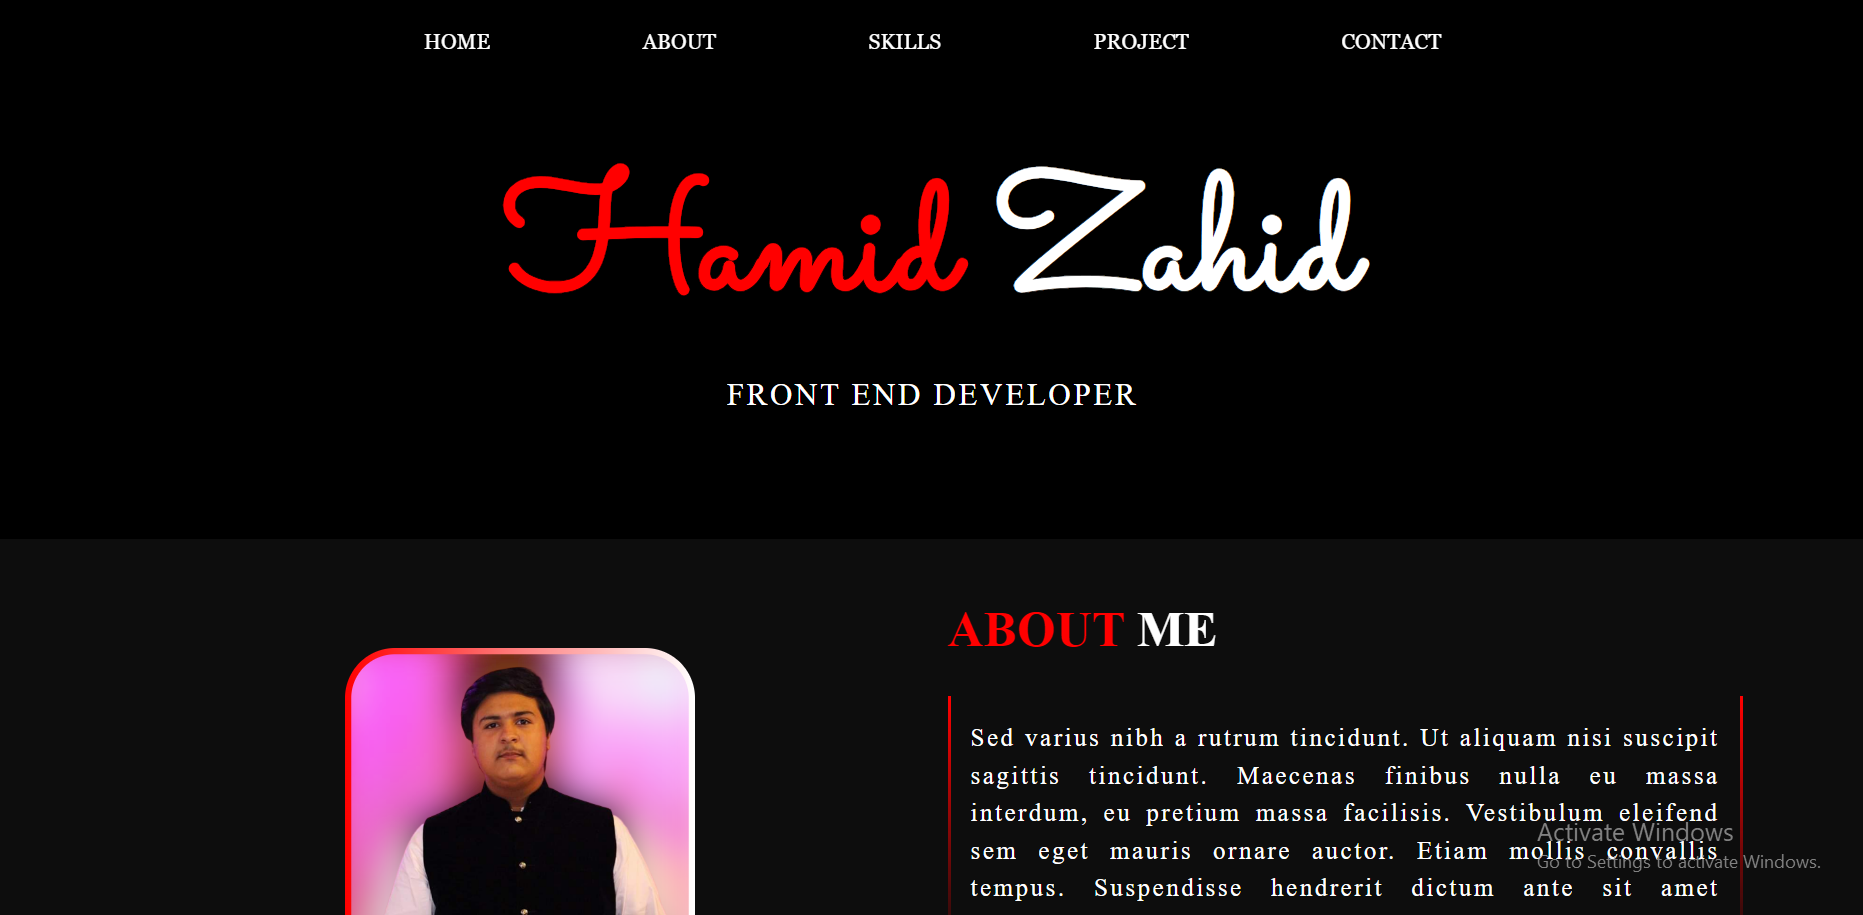 HOME ABOUT SKILLS PROJECT CONTACT
Hamid Zahid
FRONT END DEVELOPER
ABOUT ME
Sed varius nibh a rutrum tincidunt. Ut aliquam nisi suscipit
sagittis tincidunt. Maecenas finibus nulla eu massa
interdum, eu pretium massa facilisis. Vestibulum eleifend
sem eget mauris ornare auctor. Etiam mollis convallis
tempus. Suspendisse hendrerit dictum ante sit amet
Activate Windows
Go to Settings to activate Windows.